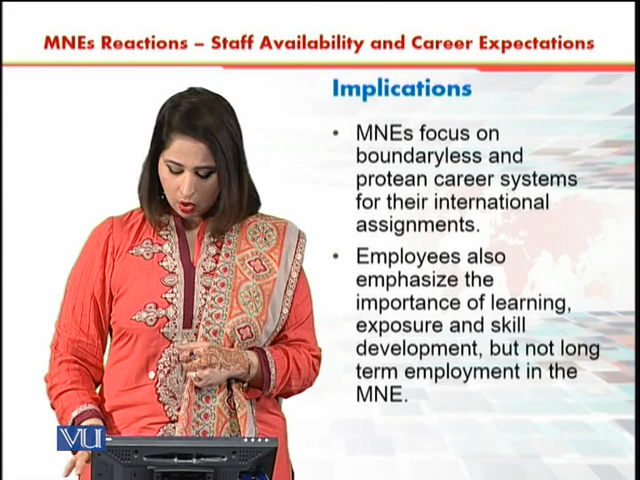 MNEs Reactions – Staff Availability and Career Expectations
Implications
• MNEs focus on
boundaryless and
protean career systems
for their international
assignments.
• Employees also
emphasize the
importance of learning,
exposure and skill
development, but not long
term employment in the
MNE.
VU